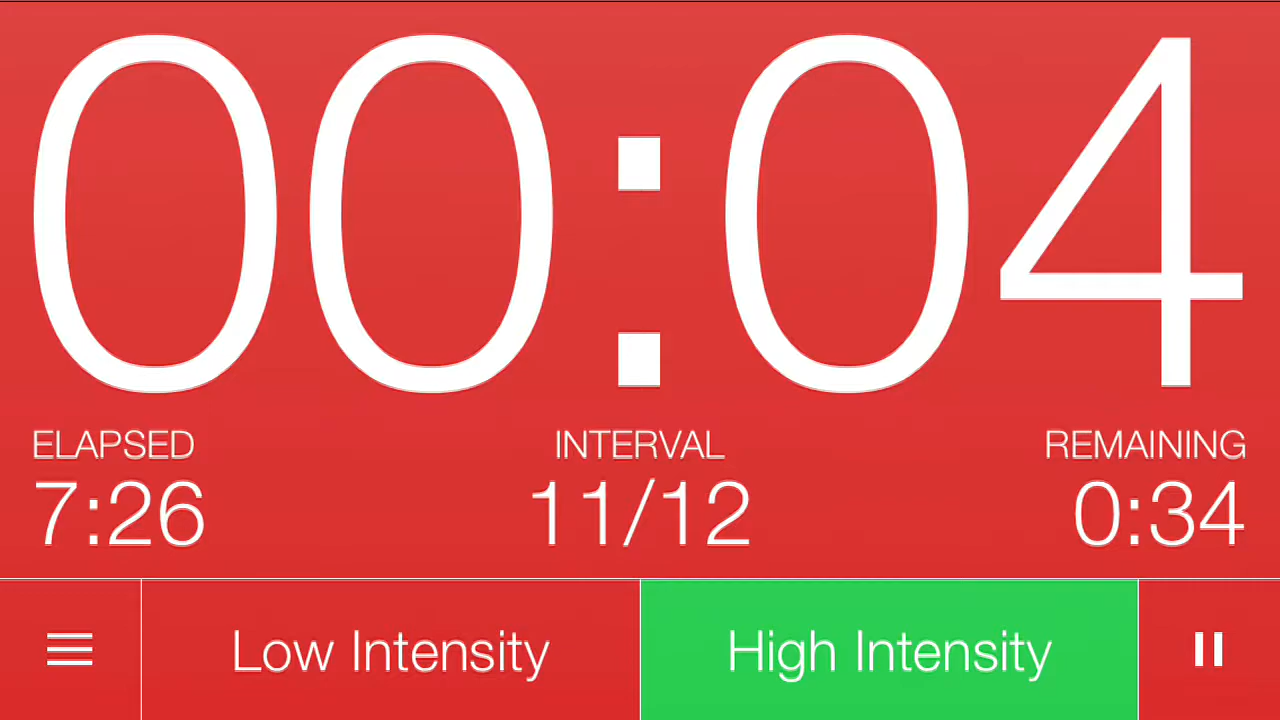 00:04
ELAPSED INTERVAL REMAINING
7:26 11/12 0:34
Low Intensity High Intensity